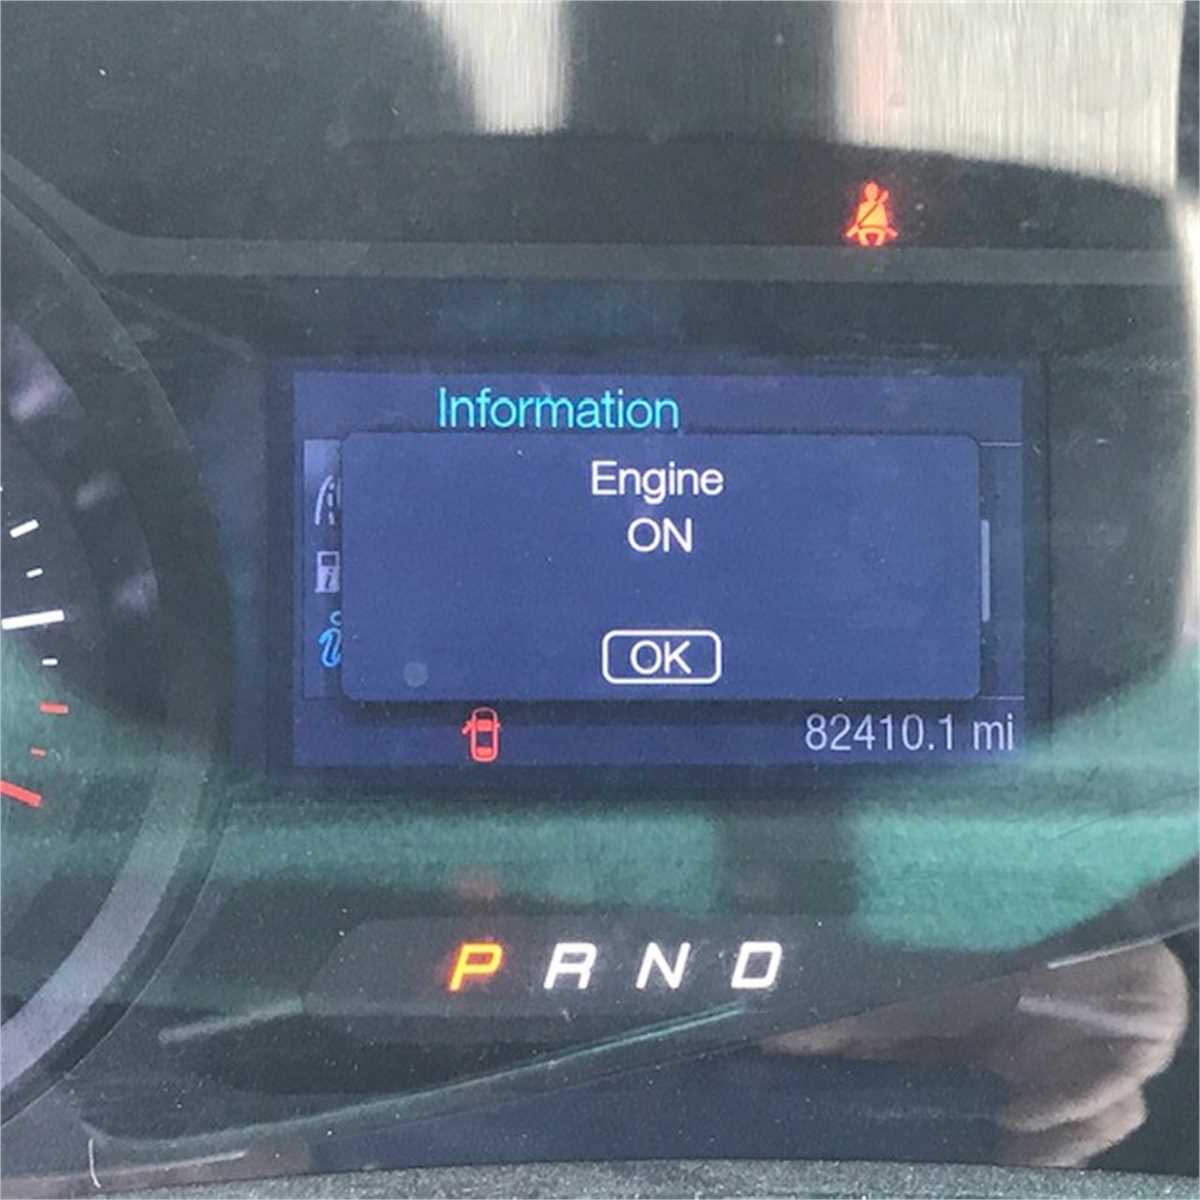 Information
Engine
ON
OK
82410.1 mi
P R N D